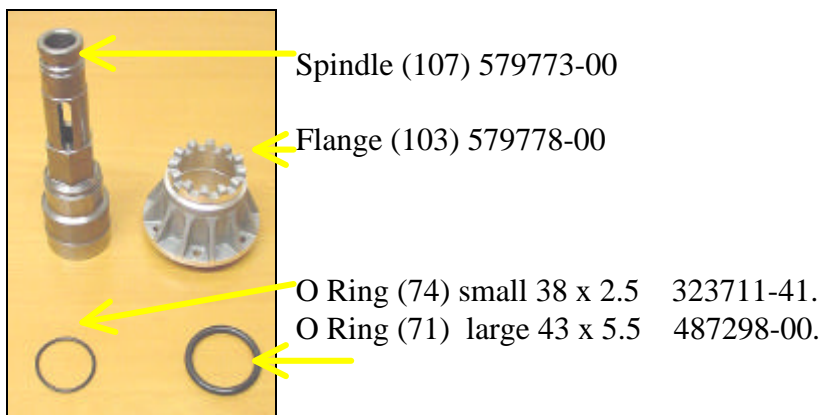 Spindle (107) 579773-00
Flange (103) 579778-00
O Ring (74) small 38 x 2.5 323711-41.
O Ring (71) large 43 x 5.5 487298-00.